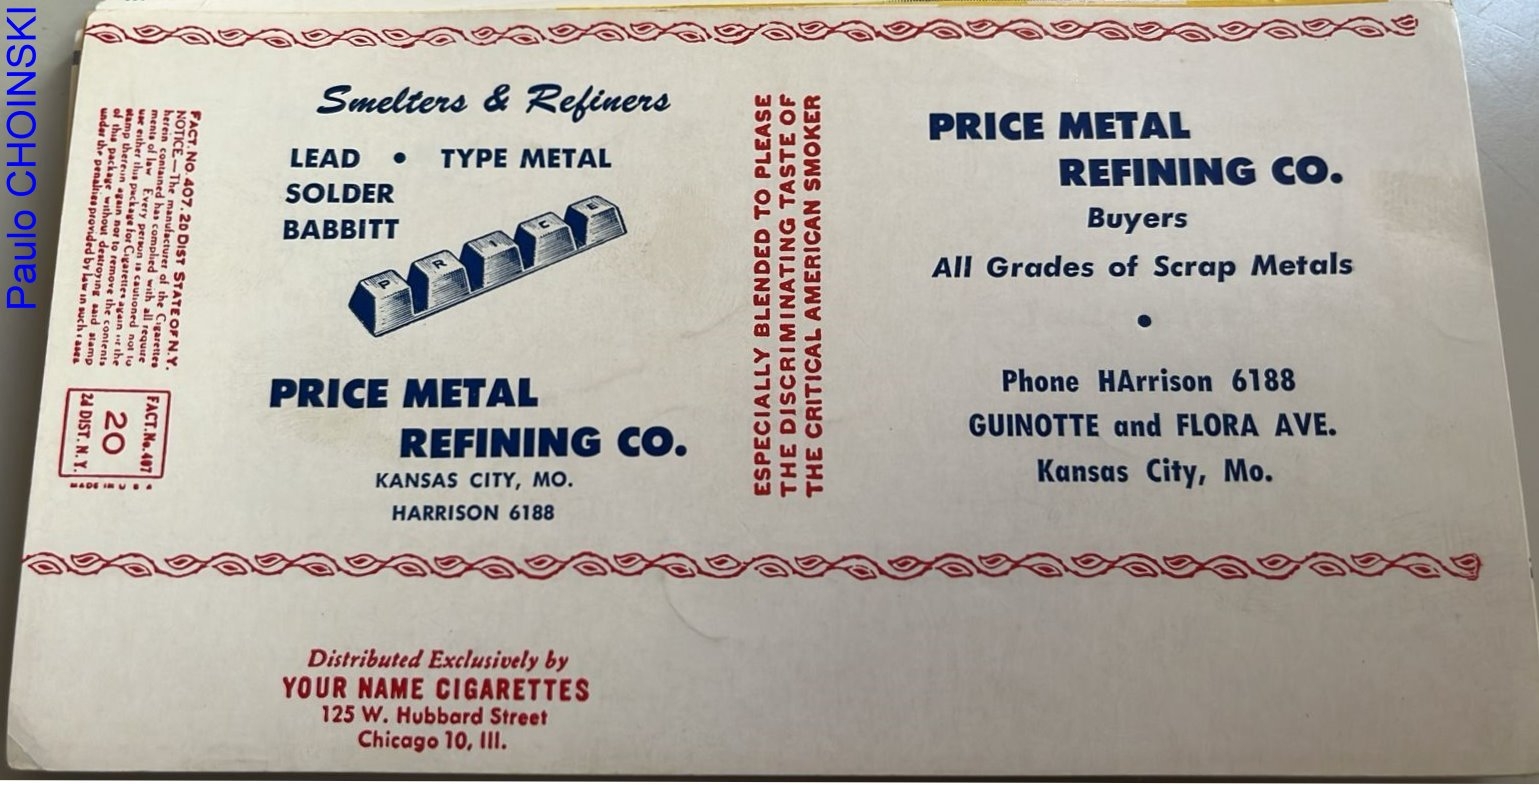 Paulo CHOINSKI
FACT. No. 407. 2D DIST STATE OF N.Y.
NOTICE.—The manufacturer of the Cigarettes
herein contained has complied with all require
ments of law Every person is cautioned not to
use either this package for Cigarettes again or the
stamp thereon again nor to remove the contents
of this package without destroying said stamp
under the penalties provided by law in such cases
FACT. No. 407
20
2d DIST. N. Y.
MADE IN U S A
Smelters & Refiners
LEAD • TYPE METAL
SOLDER
BABBITT
P R I C E
PRICE METAL
REFINING CO.
KANSAS CITY, MO.
HARRISON 6188
ESPECIALLY BLENDED TO PLEASE
THE DISCRIMINATING TASTE OF
THE CRITICAL AMERICAN SMOKER
PRICE METAL
REFINING CO.
Buyers
All Grades of Scrap Metals
•
Phone HArrison 6188
GUINOTTE and FLORA AVE.
Kansas City, Mo.
Distributed Exclusively by
YOUR NAME CIGARETTES
125 W. Hubbard Street
Chicago 10, Ill.